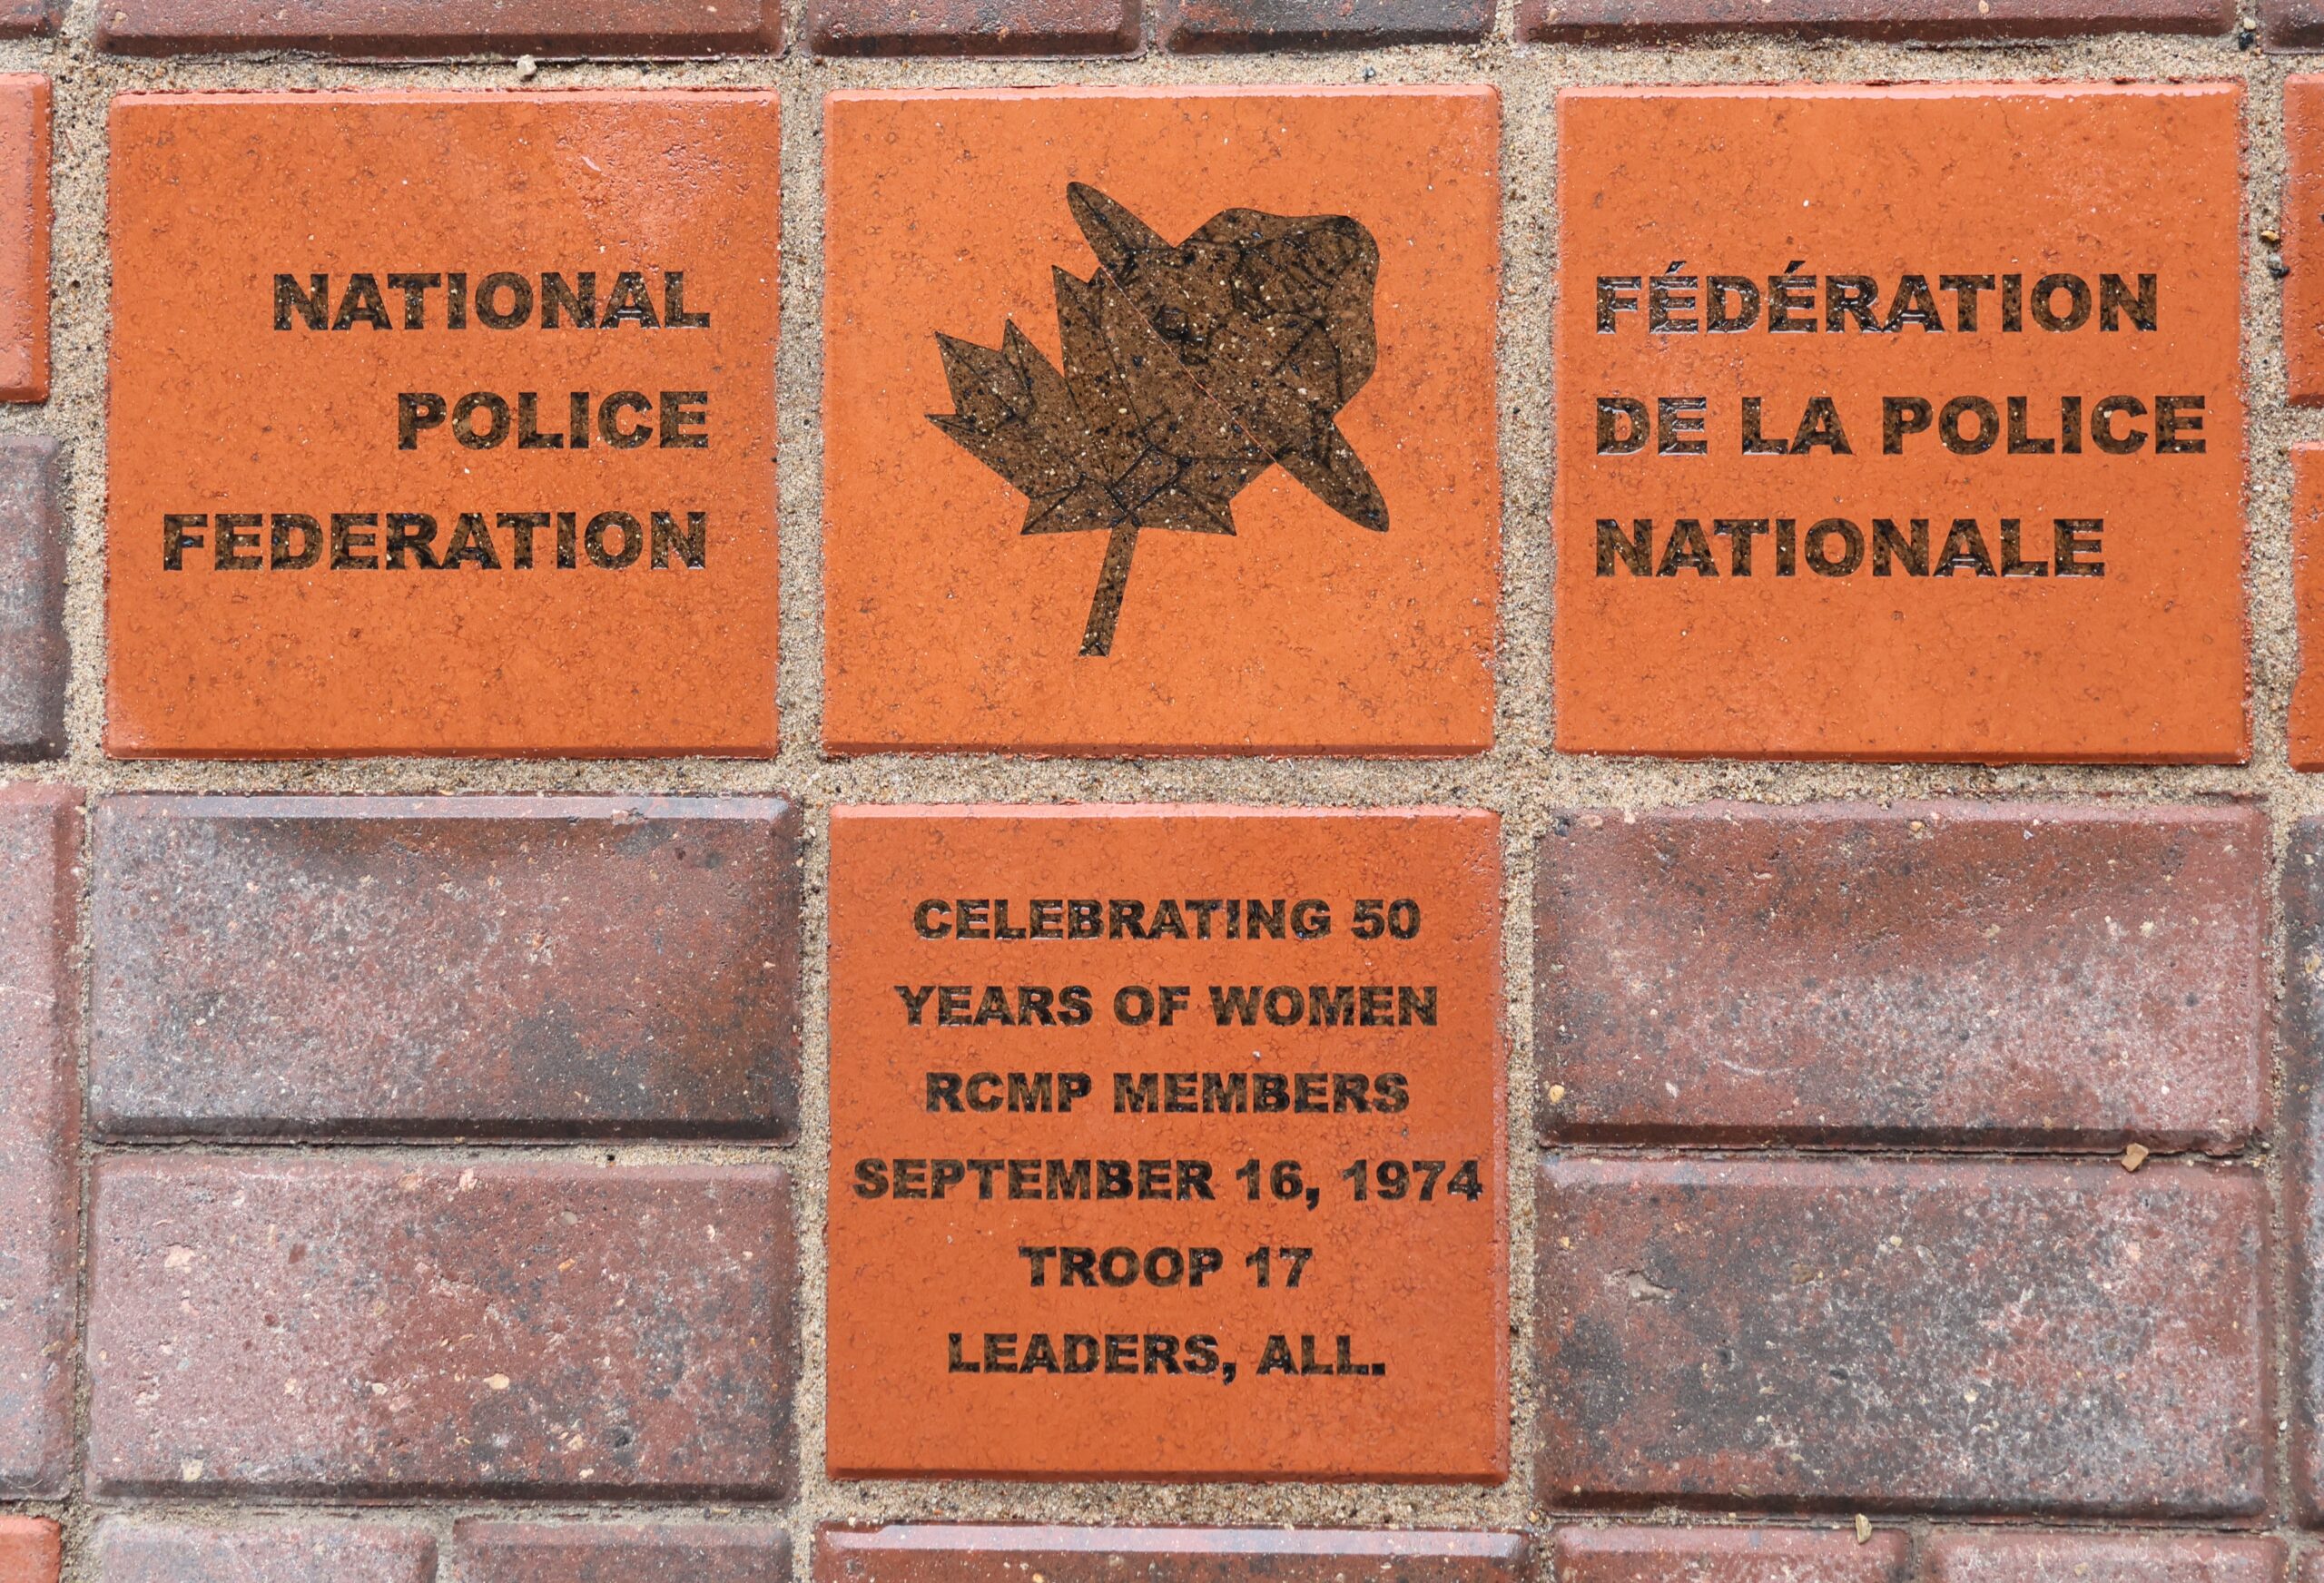 NATIONAL
POLICE
FEDERATION
FÉDÉRATION
DE LA POLICE
NATIONALE
CELEBRATING 50
YEARS OF WOMEN
RCMP MEMBERS
SEPTEMBER 16, 1974
TROOP 17
LEADERS, ALL.